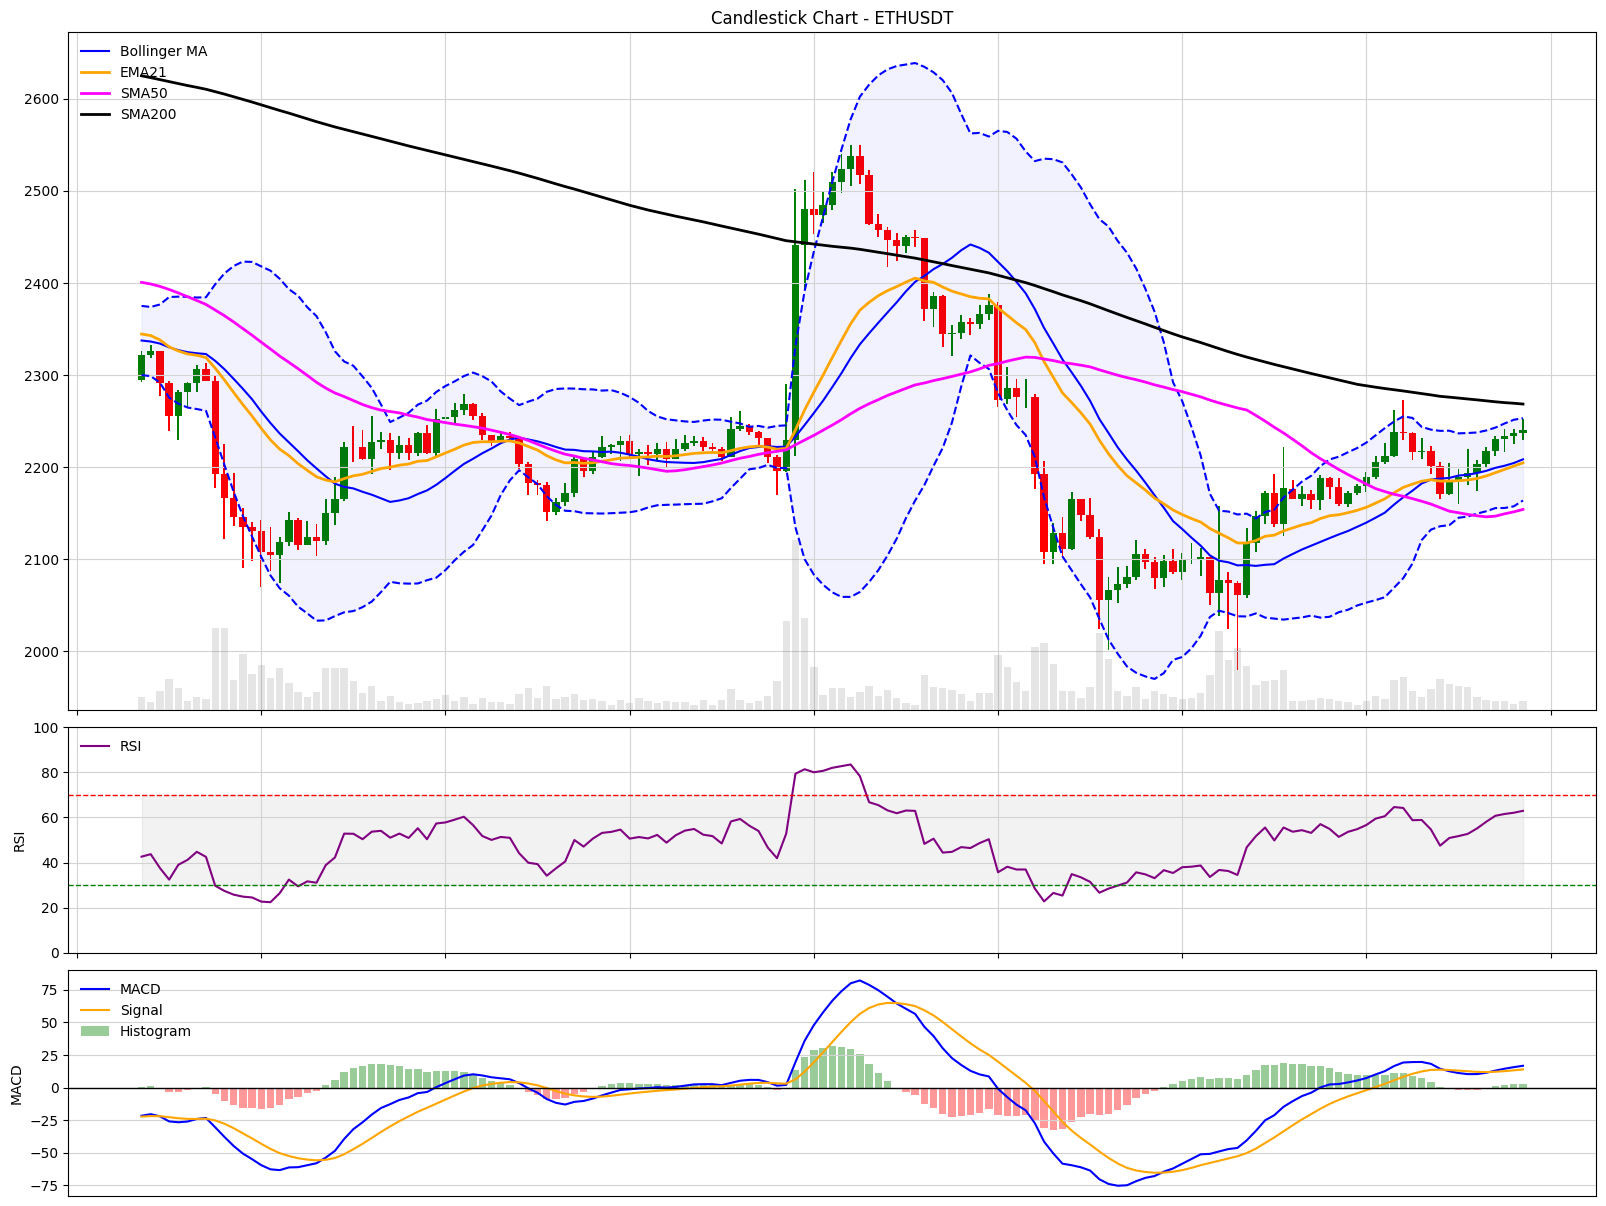 Candlestick Chart - ETHUSDT
Bollinger MA
EMA21
SMA50
SMA200
2600
2500
2400
2300
2200
2100
2000
RSI
100
80
60
40
20
0
RSI
MACD
Signal
Histogram
75
50
25
0
−25
−50
−75
MACD